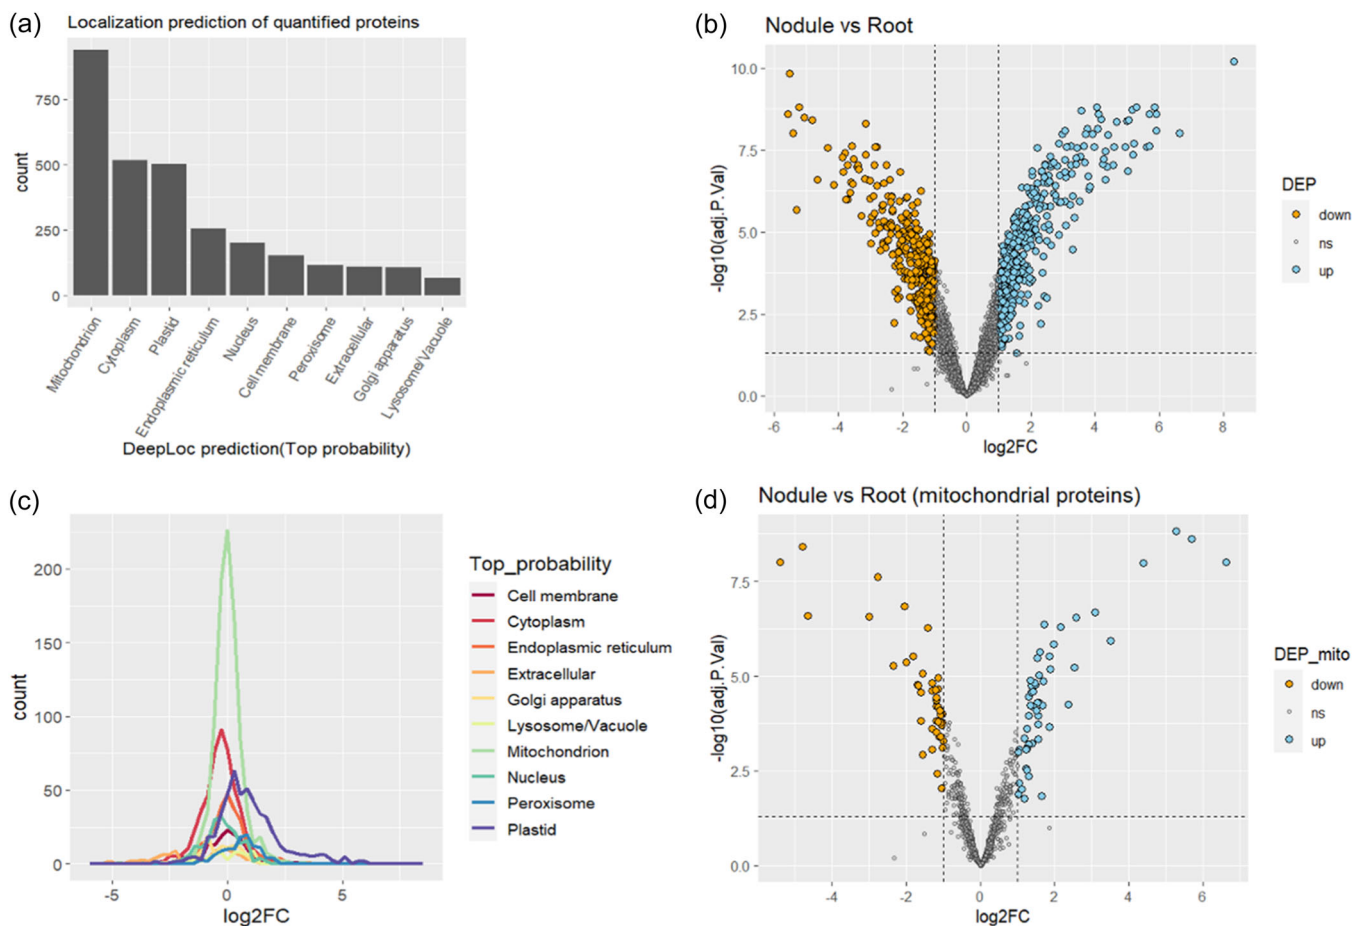 (a)
Localization prediction of quantified proteins
count
750
500
250
0
Mitochondrion
Cytoplasm
Plastid
Endoplasmic reticulum
Nucleus
Cell membrane
Peroxisome
Extracellular
Golgi apparatus
Lysosome/Vacuole
DeepLoc prediction(Top probability)
(b)
Nodule vs Root
-log10(adj.P.Val)
10.0
7.5
5.0
2.5
0.0
-6 -4 -2 0 2 4 6 8
log2FC
DEP
down
ns
up
(c)
count
200
150
100
50
0
-5 0 5
log2FC
Top_probability
Cell membrane
Cytoplasm
Endoplasmic reticulum
Extracellular
Golgi apparatus
Lysosome/Vacuole
Mitochondrion
Nucleus
Peroxisome
Plastid
(d)
Nodule vs Root (mitochondrial proteins)
-log10(adj.P.Val)
7.5
5.0
2.5
0.0
-4 -2 0 2 4 6
log2FC
DEP_mito
down
ns
up